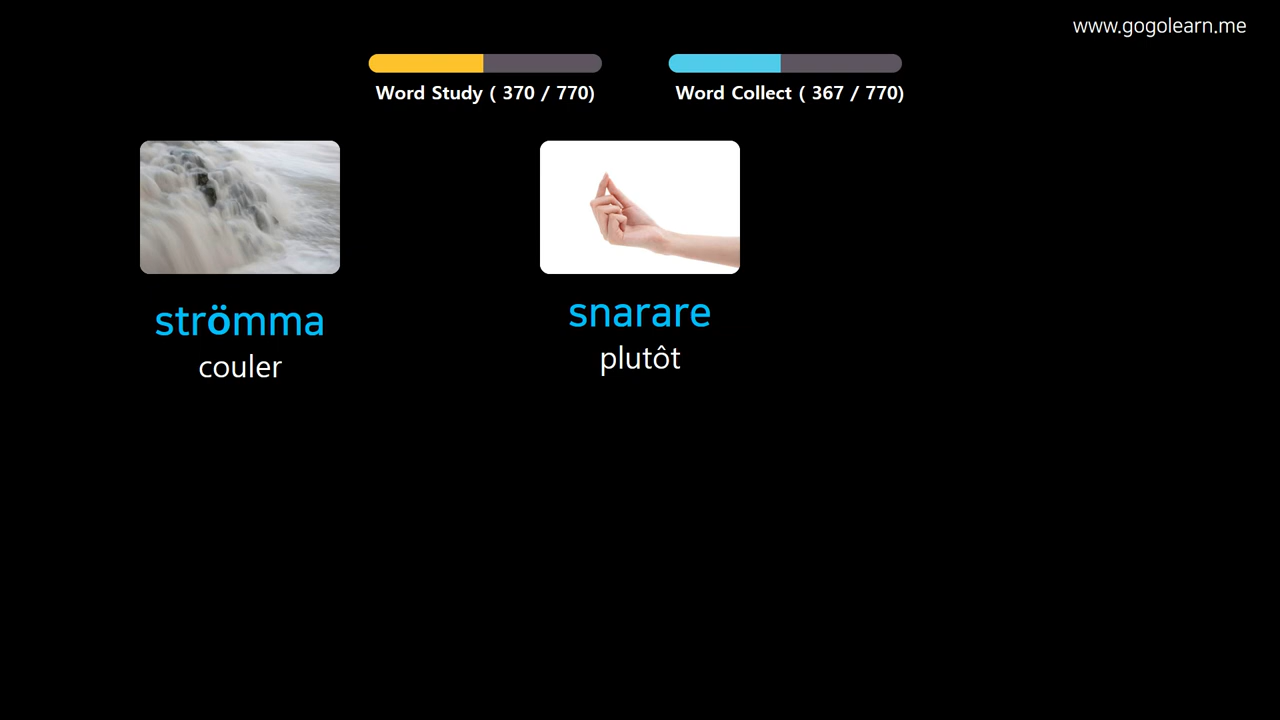 www.gogolearn.me
Word Study ( 370 / 770)
Word Collect ( 367 / 770)
strömma
couler
snarare
plutôt